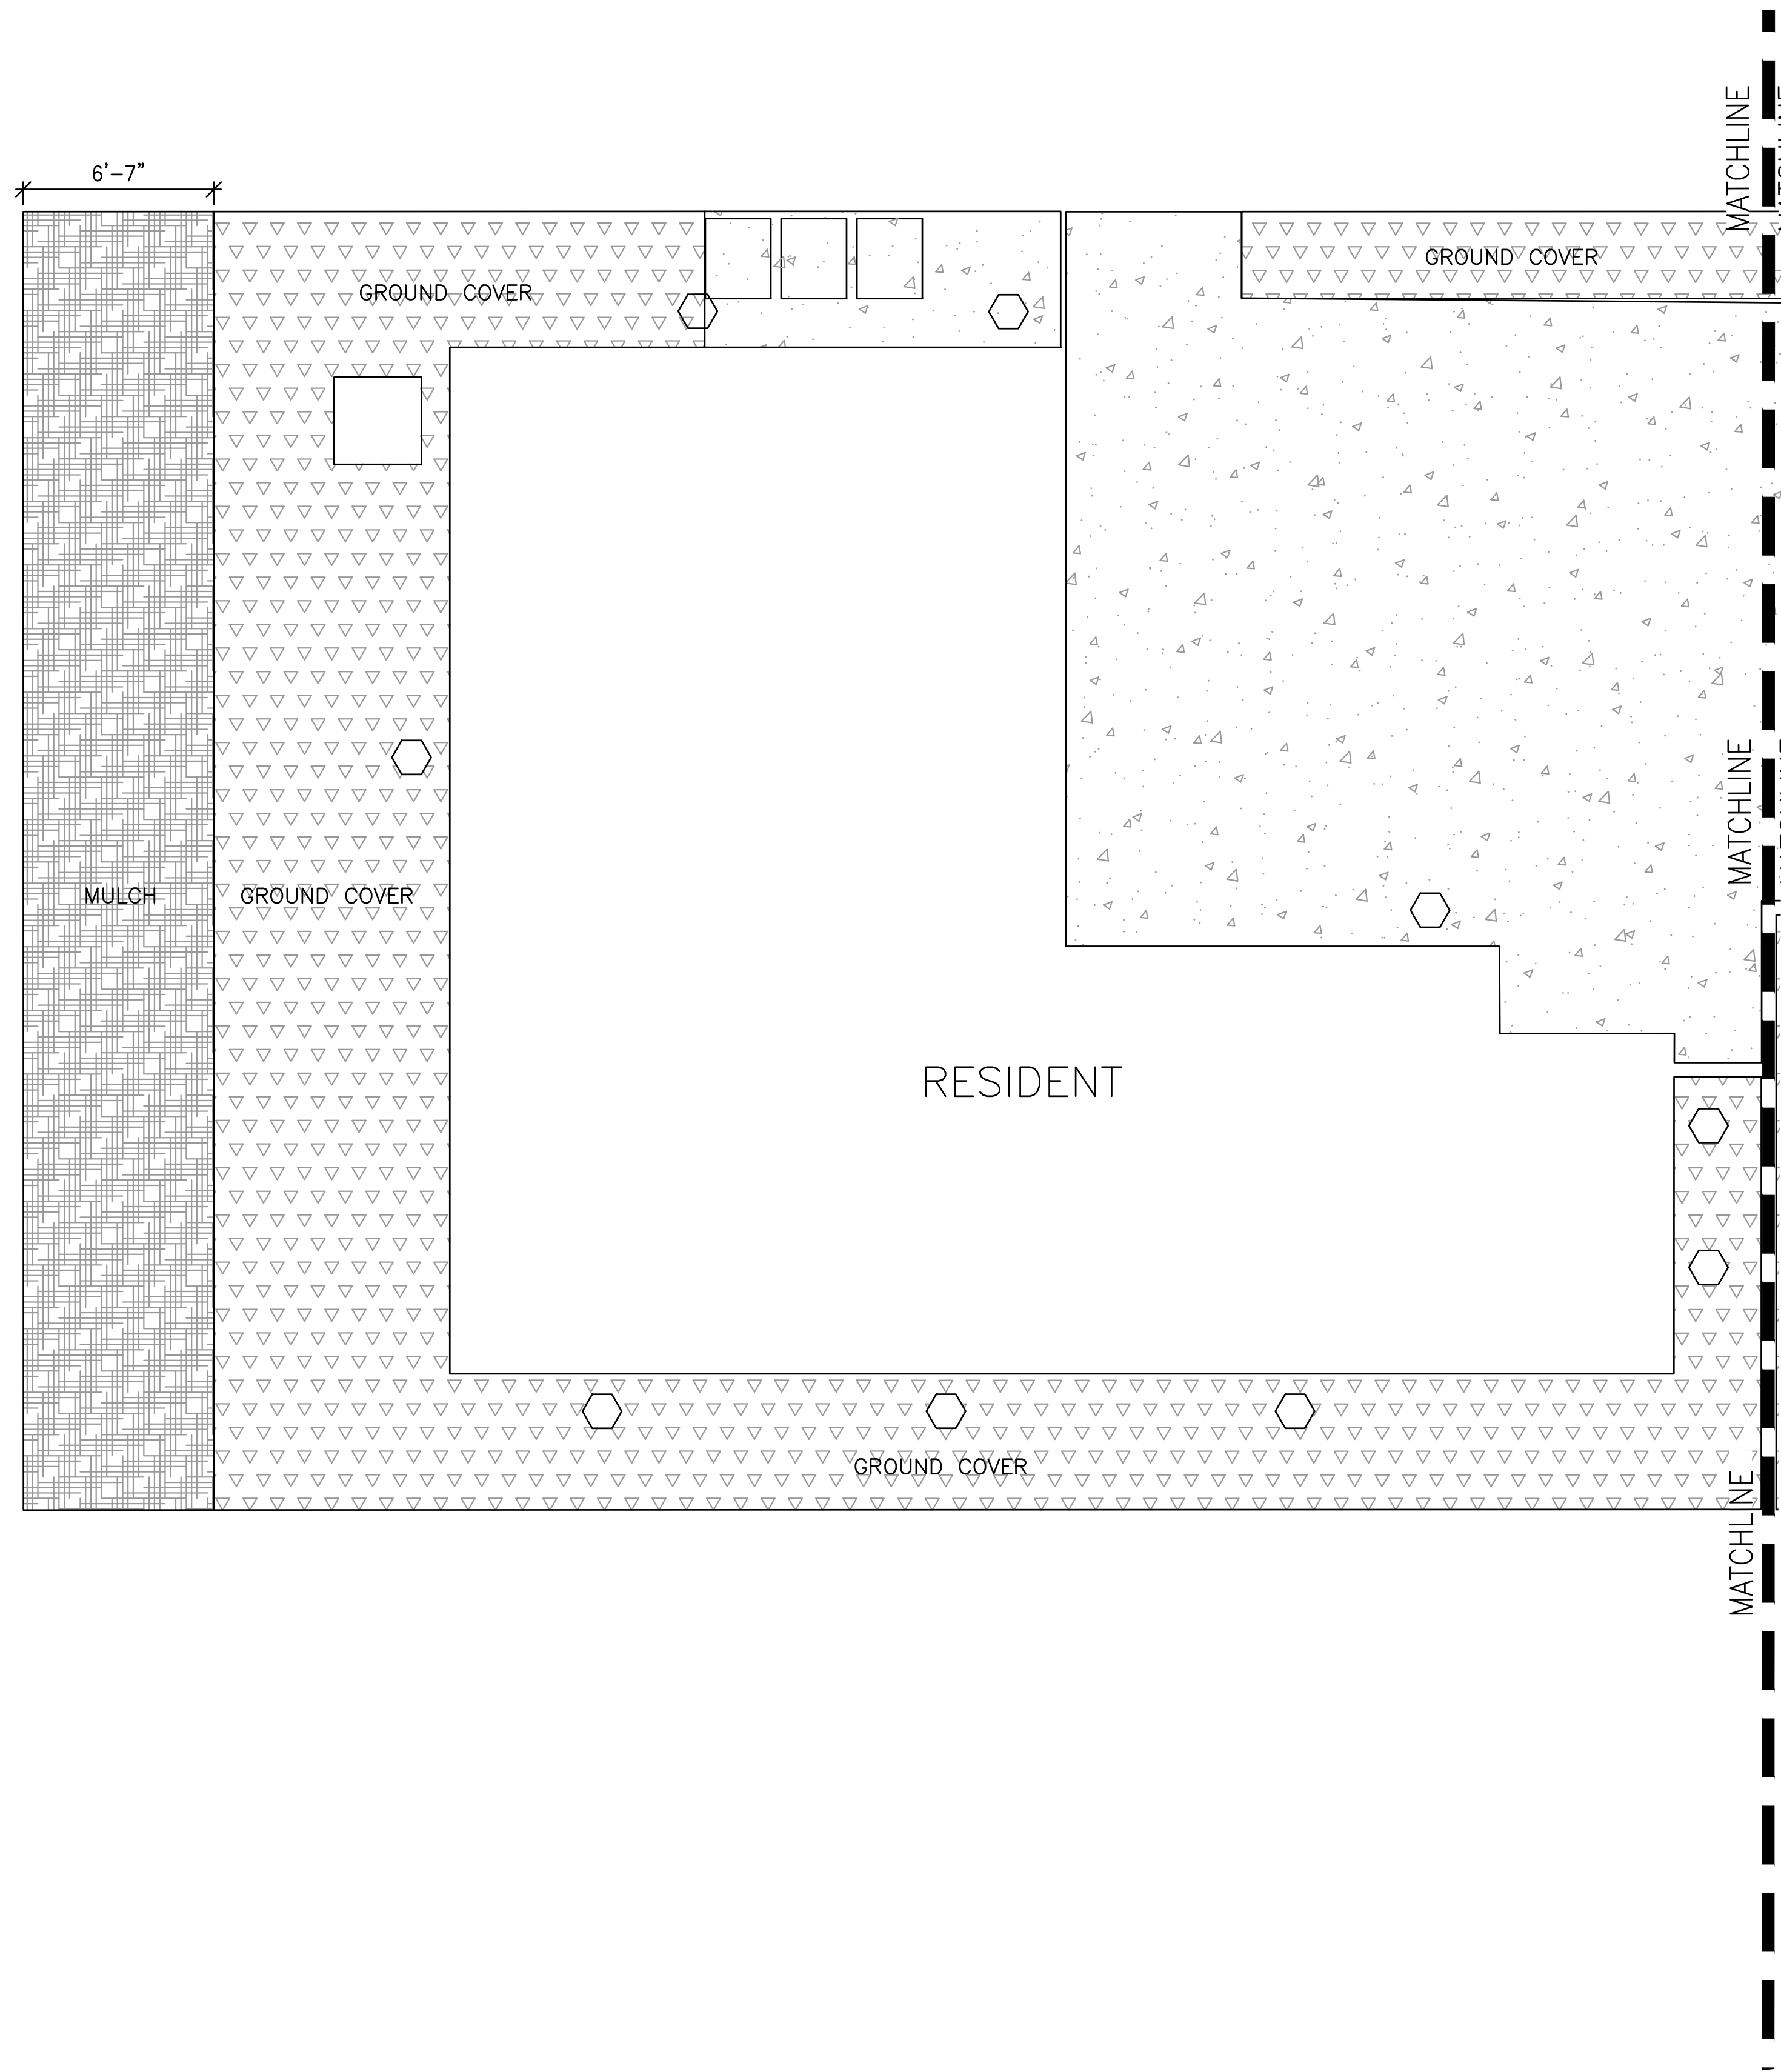 MATCHLINE
6'-7"
GROUND COVER
GROUND COVER
MATCHLINE
MULCH
GROUND COVER
RESIDENT
GROUND COVER
MATCHLINE